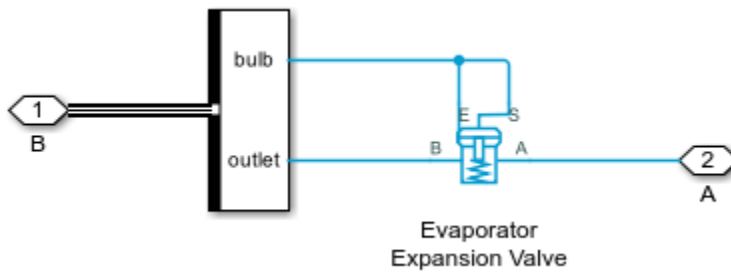 bulb
E S
1
B
outlet
B A
2
A
Evaporator
Expansion Valve